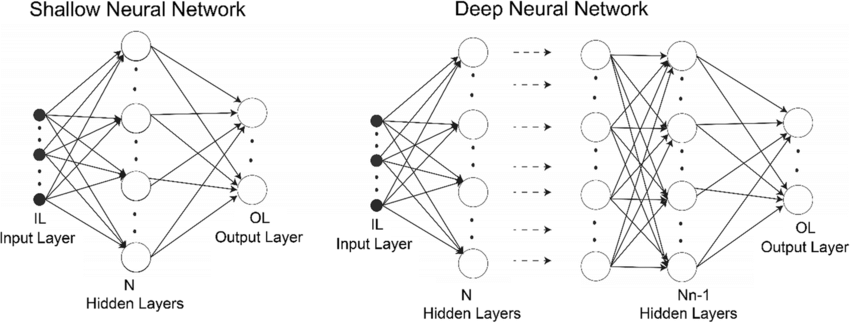 Shallow Neural Network
Deep Neural Network
IL
Input Layer
OL
Output Layer
N
Hidden Layers
IL
Input Layer
N
Hidden Layers
Nn-1
Hidden Layers
OL
Output Layer